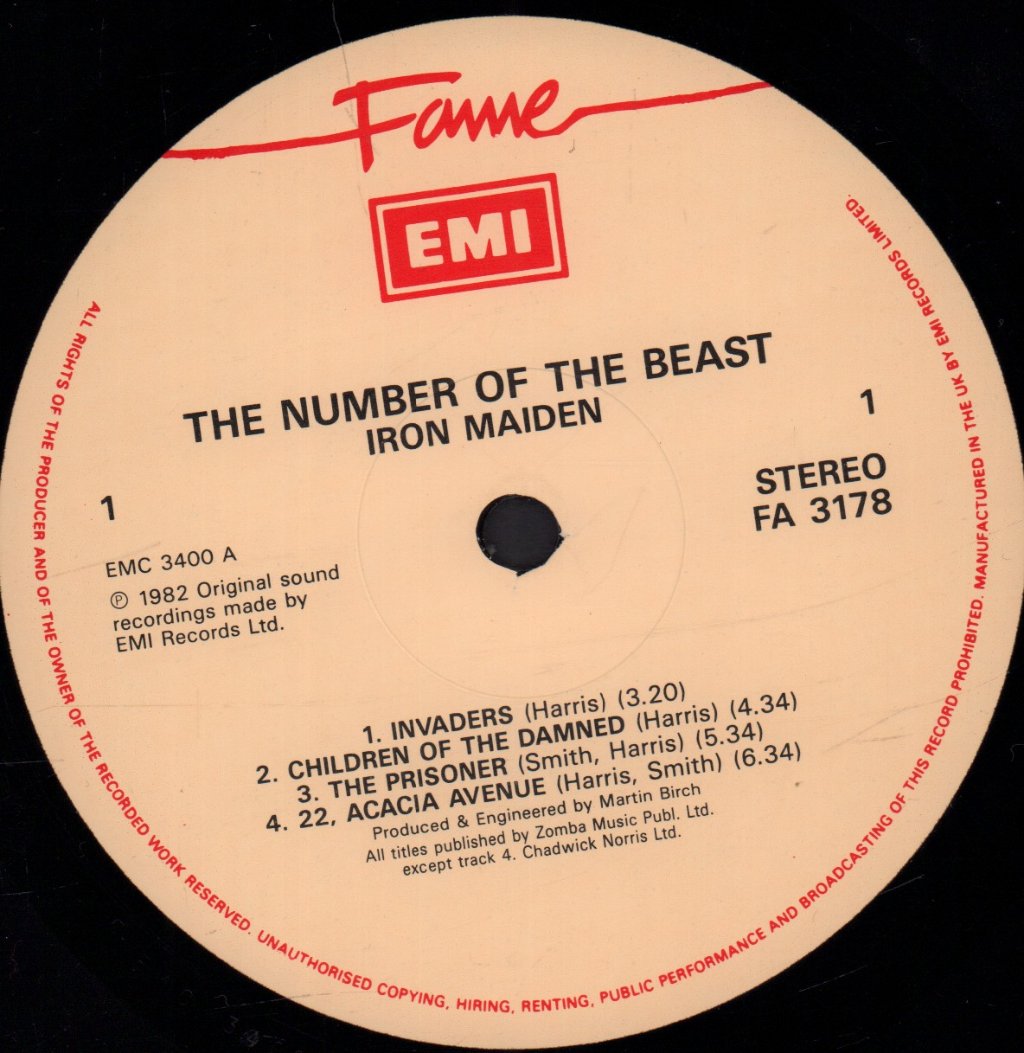 Fame
EMI
THE NUMBER OF THE BEAST
IRON MAIDEN
1
1
STEREO
FA 3178
EMC 3400 A
℗ 1982 Original sound
recordings made by
EMI Records Ltd.
1. INVADERS (Harris) (3.20)
2. CHILDREN OF THE DAMNED (Harris) (4.34)
3. THE PRISONER (Smith, Harris) (5.34)
4. 22, ACACIA AVENUE (Harris, Smith) (6.34)
Produced & Engineered by Martin Birch
All titles published by Zomba Music Publ. Ltd.
except track 4. Chadwick Norris Ltd.
ALL RIGHTS OF THE PRODUCER AND OF THE OWNER OF THE RECORDED WORK RESERVED. UNAUTHORISED COPYING, HIRING, RENTING, PUBLIC PERFORMANCE AND BROADCASTING OF THIS RECORD PROHIBITED. MANUFACTURED IN THE UK BY EMI RECORDS LIMITED.